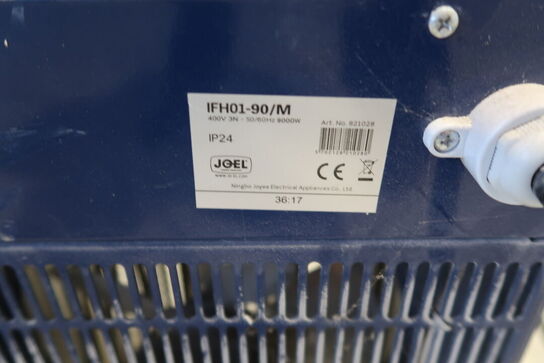 IFH01-90/M
400V 3N - 50/60Hz 9000W
Art. No. 821028
IP24
JOEL
Ningbo Joyea Electrical Appliances Co. Ltd.
36:17